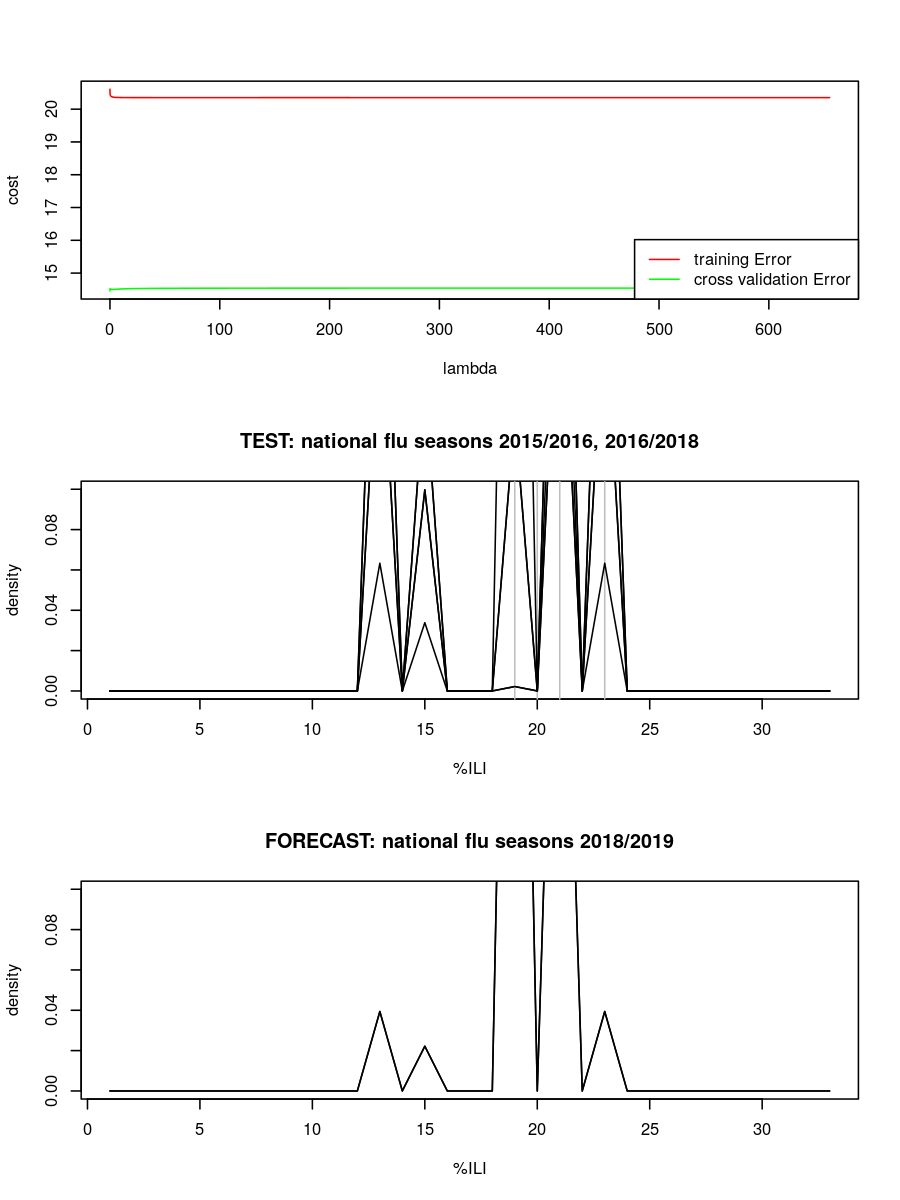 cost
20
19
18
17
16
15
training Error
cross validation Error
0 100 200 300 400 500 600
lambda
TEST: national flu seasons 2015/2016, 2016/2018
density
0.08
0.04
0.00
0 5 10 15 20 25 30
%ILI
FORECAST: national flu seasons 2018/2019
density
0.08
0.04
0.00
0 5 10 15 20 25 30
%ILI